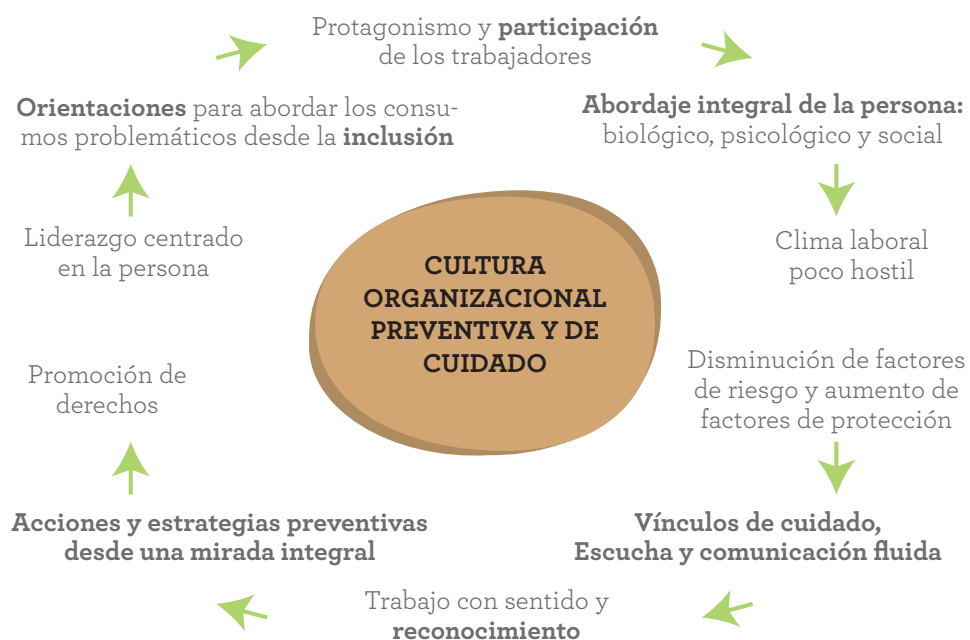 Protagonismo y participación
de los trabajadores
Orientaciones para abordar los consu-
mos problemáticos desde la inclusión
Abordaje integral de la persona:
biológico, psicológico y social
Liderazgo centrado
en la persona
CULTURA
ORGANIZACIONAL
PREVENTIVA Y DE
CUIDADO
Clima laboral
poco hostil
Promoción de
derechos
Disminución de factores
de riesgo y aumento de
factores de protección
Acciones y estrategias preventivas
desde una mirada integral
Vínculos de cuidado,
Escucha y comunicación fluida
Trabajo con sentido y
reconocimiento